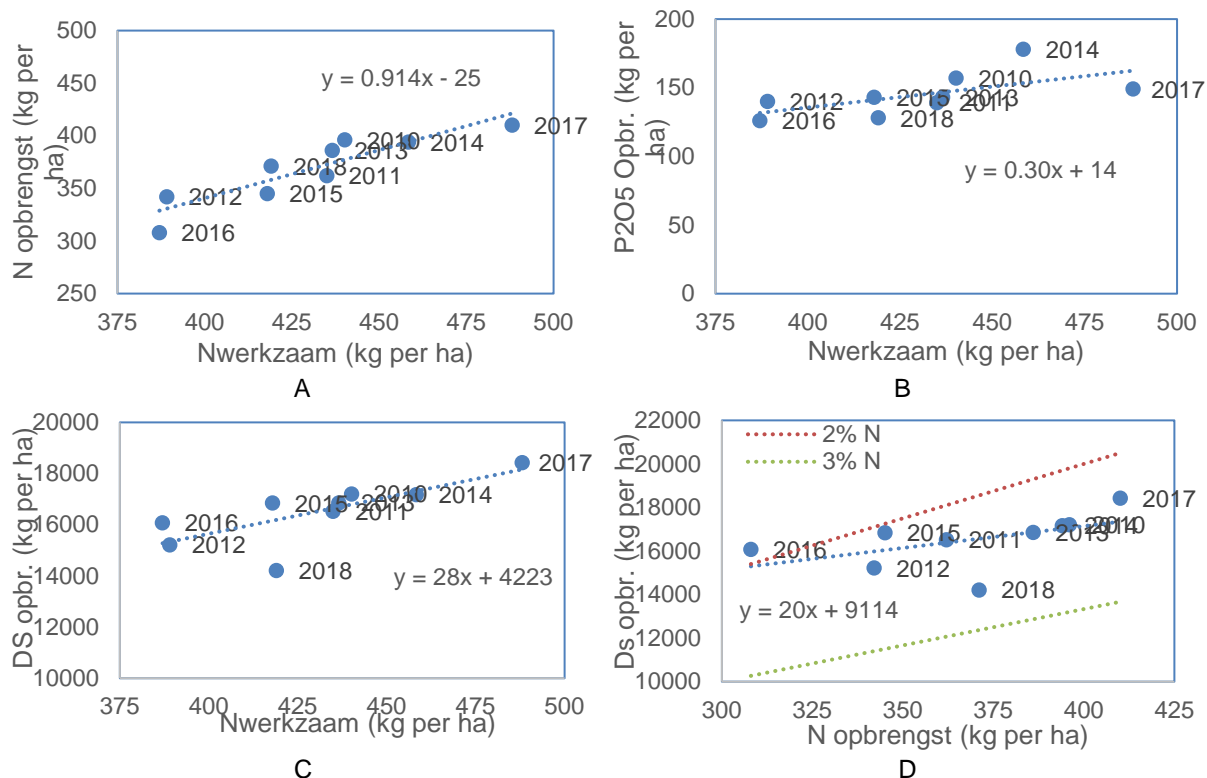 500
450
400
350
300
250
N opbrengst (kg per
ha)
y = 0.914x - 25
2010
2013
2014
2017
2018
2011
2012
2015
2016
375 400 425 450 475 500
Nwerkzaam (kg per ha)
A
200
150
100
50
0
P2O5 Opbr. (kg per
ha)
2014
2010
2012
2015
2013
2011
2017
2016
2018
y = 0.30x + 14
375 400 425 450 475 500
Nwerkzaam (kg per ha)
B
20000
18000
16000
14000
12000
10000
DS opbr. (kg per ha)
2017
2010
2014
2015
2013
2011
2016
2012
2018
y = 28x + 4223
375 400 425 450 475 500
Nwerkzaam (kg per ha)
C
22000
20000
18000
16000
14000
12000
10000
Ds opbr. (kg per ha)
2% N
3% N
2017
2014
2010
2015
2011
2013
2016
2012
2018
y = 20x + 9114
300 325 350 375 400 425
N opbrengst (kg per ha)
D